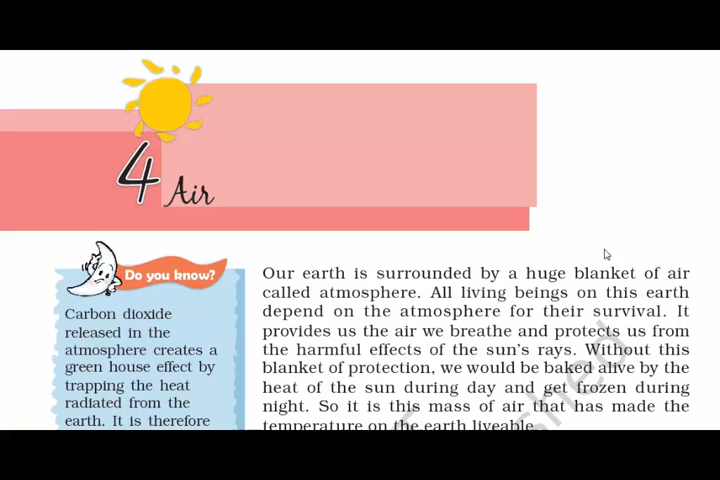 4 Air
Do you know?
Carbon dioxide
released in the
atmosphere creates a
green house effect by
trapping the heat
radiated from the
earth. It is therefore
Our earth is surrounded by a huge blanket of air
called atmosphere. All living beings on this earth
depend on the atmosphere for their survival. It
provides us the air we breathe and protects us from
the harmful effects of the sun's rays. Without this
blanket of protection, we would be baked alive by the
heat of the sun during day and get frozen during
night. So it is this mass of air that has made the
temperature on the earth liveable.